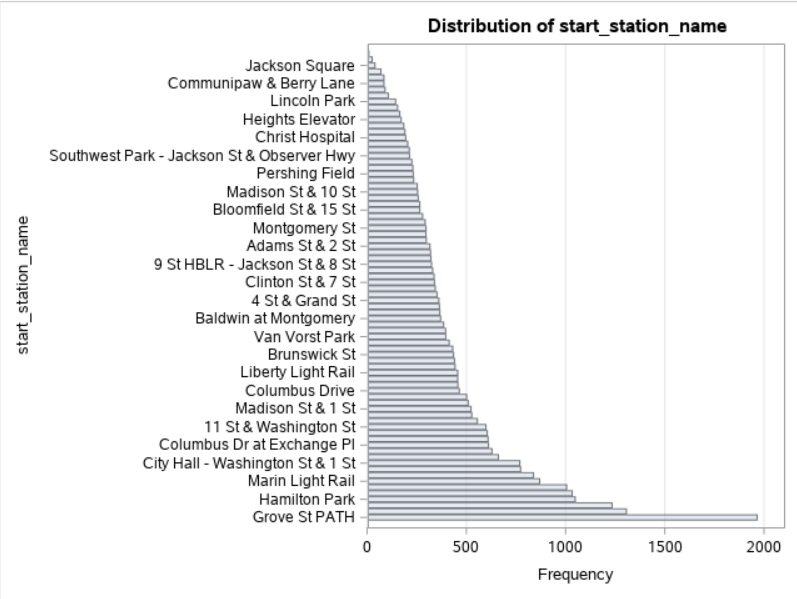 Distribution of start_station_name
Jackson Square
Communipaw & Berry Lane
Lincoln Park
Heights Elevator
Christ Hospital
Southwest Park - Jackson St & Observer Hwy
Pershing Field
Madison St & 10 St
Bloomfield St & 15 St
Montgomery St
Adams St & 2 St
9 St HBLR - Jackson St & 8 St
Clinton St & 7 St
4 St & Grand St
Baldwin at Montgomery
Van Vorst Park
Brunswick St
Liberty Light Rail
Columbus Drive
Madison St & 1 St
11 St & Washington St
Columbus Dr at Exchange Pl
City Hall - Washington St & 1 St
Marin Light Rail
Hamilton Park
Grove St PATH
start_station_name
0 500 1000 1500 2000
Frequency